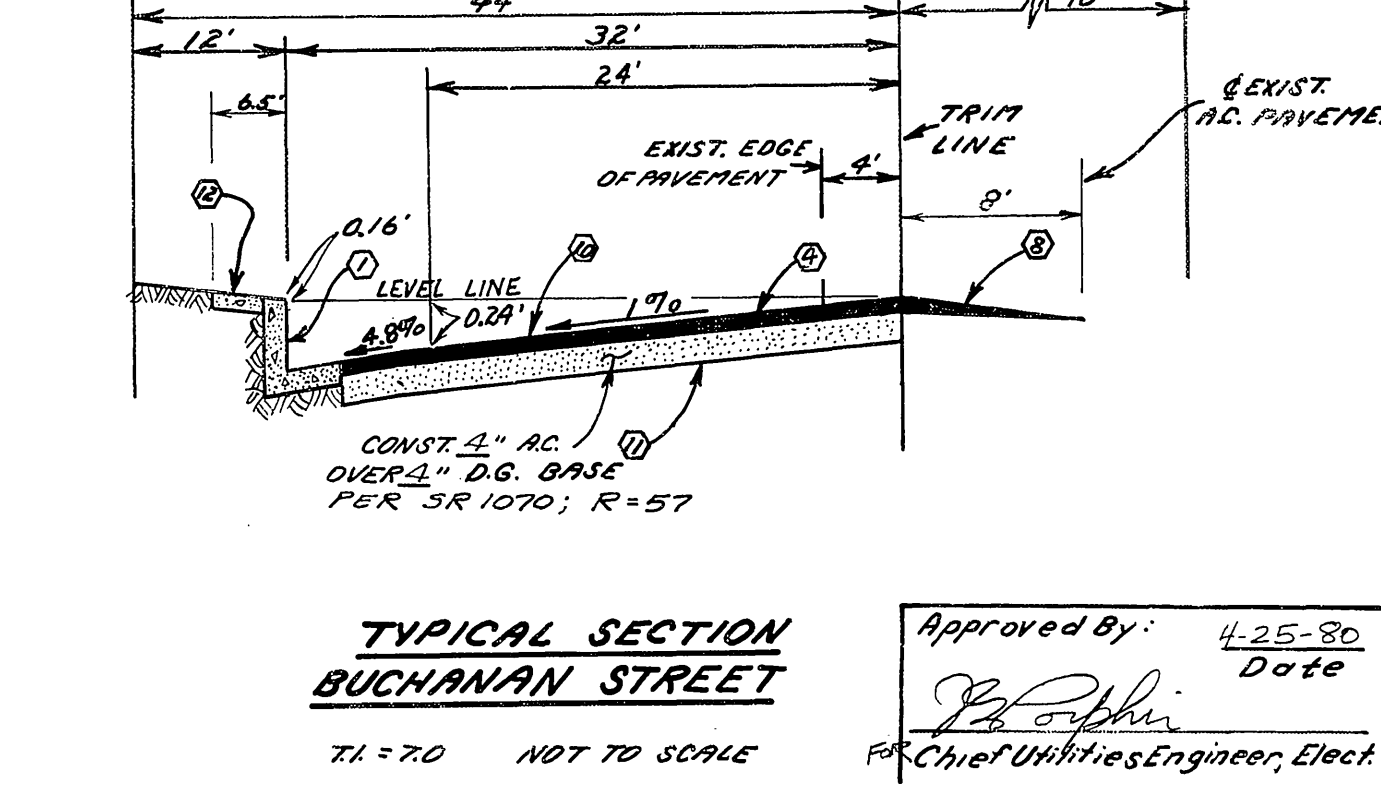 44'
12'
32'
24'
6.5'
TRIM
LINE
℄ EXIST.
A.C.
EXIST. EDGE
OF PAVEMENT
4'
8'
12
0.16'
1
10
4
8
LEVEL LINE
1%
0.24'
4.8%
CONST. 4" A.C.
11
OVER 4" D.G. BASE
PER SR 1070; R=57
TYPICAL SECTION
BUCHANAN STREET
T.I. = 7.0 NOT TO SCALE
Approved By: 4-25-80
Date
FOR Chief Utilities Engineer, Elect.